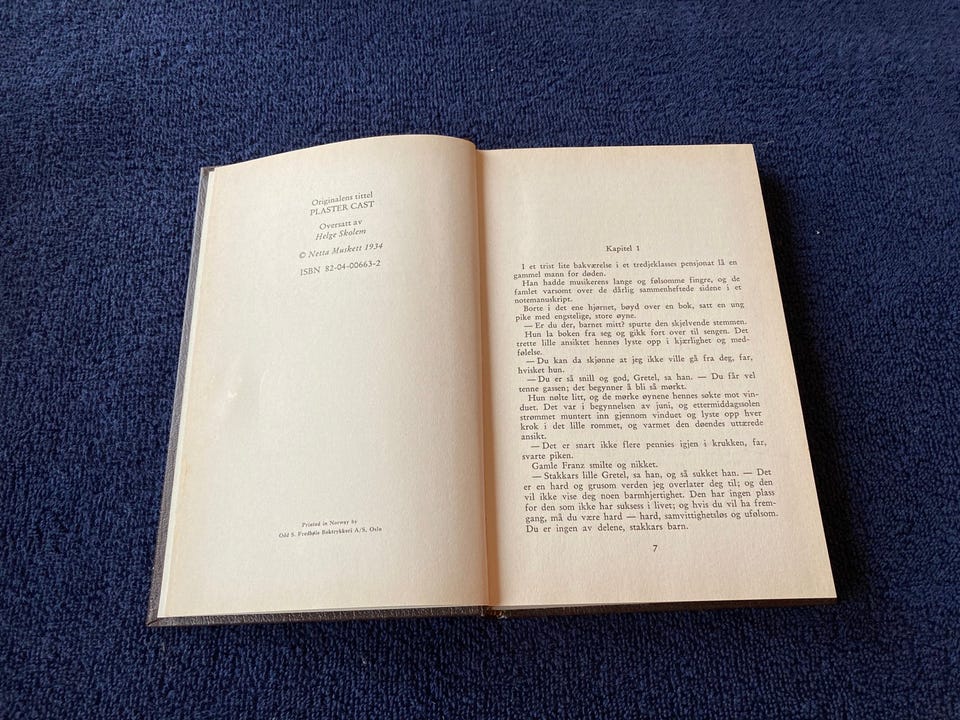 Originalens tittel
PLASTER CAST
Oversatt av
Helge Skolem
© Netta Muskett 1934
ISBN 82-04-00663-2
Printed in Norway by
Odd S. Fredbøle Boktrykkeri A/S, Oslo
Kapitel 1
I et trist lite bakværelse i et tredjeklasses pensjonat lå en
gammel mann for døden.
Han hadde musikerens lange og følsomme fingre, og de
famlet varsomt over de dårlig sammenheftede sidene i et
notemanuskript.
Borte i det ene hjørnet, bøyd over en bok, satt en ung
pike med engstelige, store øyne.
— Er du der, barnet mitt? spurte den skjelvende stemmen.
Hun la boken fra seg og gikk fort over til sengen. Det
trette lille ansiktet hennes lyste opp i kjærlighet og med-
følelse.
— Du kan da skjønne at jeg ikke ville gå fra deg, far,
hvisket hun.
— Du er så snill og god, Gretel, sa han. — Du får vel
tenne gassen; det begynner å bli så mørkt.
Hun nølte litt, og de mørke øynene hennes søkte mot vin-
duet. Det var i begynnelsen av juni, og ettermiddagssolen
strømmet muntert inn gjennom vinduet og lyste opp hver
krok i det lille rommet, og varmet den døendes uttærede
ansikt.
— Det er snart ikke flere pennies igjen i krukken, far,
svarte piken.
Gamle Franz smilte og nikket.
— Stakkars lille Gretel, sa han, og så sukket han. — Det
er en hard og grusom verden jeg overlater deg til; og den
vil ikke vise deg noen barmhjertighet. Den har ingen plass
for den som ikke har suksess i livet; og hvis du vil ha frem-
gang, må du være hard — hard, samvittighetsløs og ufølsom.
Du er ingen av delene, stakkars barn.
7